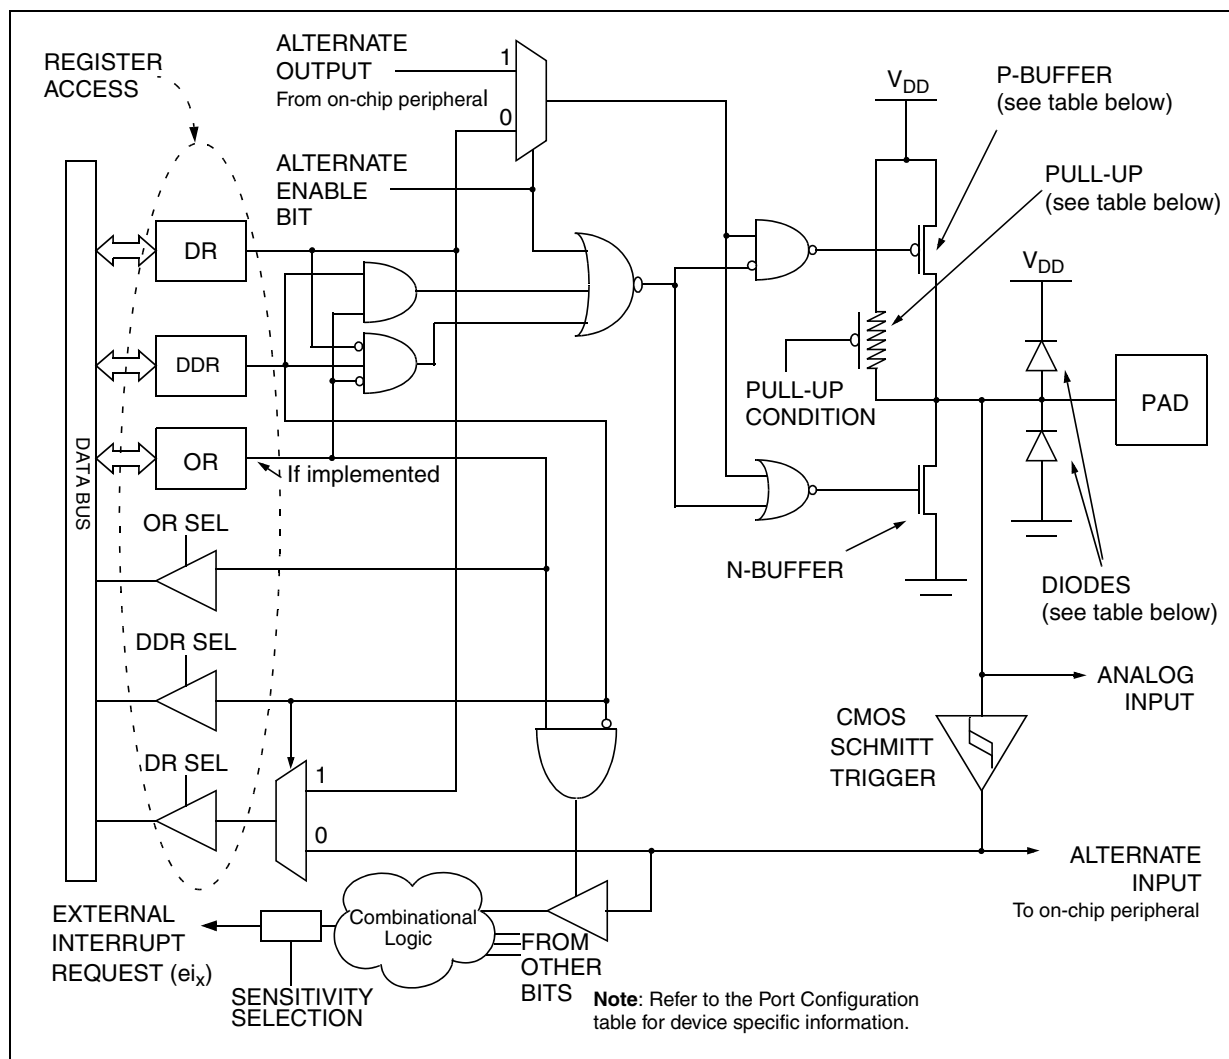 REGISTER
ACCESS
ALTERNATE
OUTPUT
From on-chip peripheral
1
0
ALTERNATE
ENABLE
BIT
VDD
P-BUFFER
(see table below)
PULL-UP
(see table below)
VDD
DATA BUS
DR
DDR
OR
If implemented
PULL-UP
CONDITION
PAD
OR SEL
N-BUFFER
DIODES
(see table below)
DDR SEL
ANALOG
INPUT
CMOS
SCHMITT
TRIGGER
DR SEL
1
0
ALTERNATE
INPUT
To on-chip peripheral
EXTERNAL
INTERRUPT
REQUEST (eix)
Combinational
Logic
FROM
OTHER
BITS
SENSITIVITY
SELECTION
Note: Refer to the Port Configuration
table for device specific information.